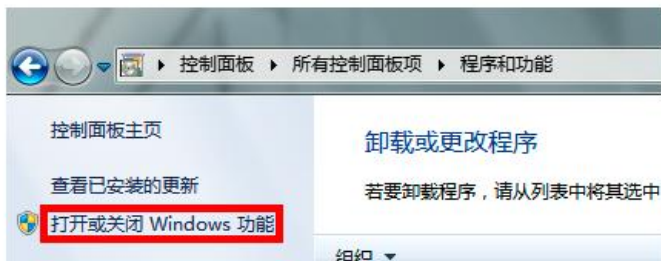 控制面板 ▸ 所有控制面板项 ▸ 程序和功能
控制面板主页
卸载或更改程序
查看已安装的更新
若要卸载程序，请从列表中将其选中
打开或关闭 Windows 功能
组织